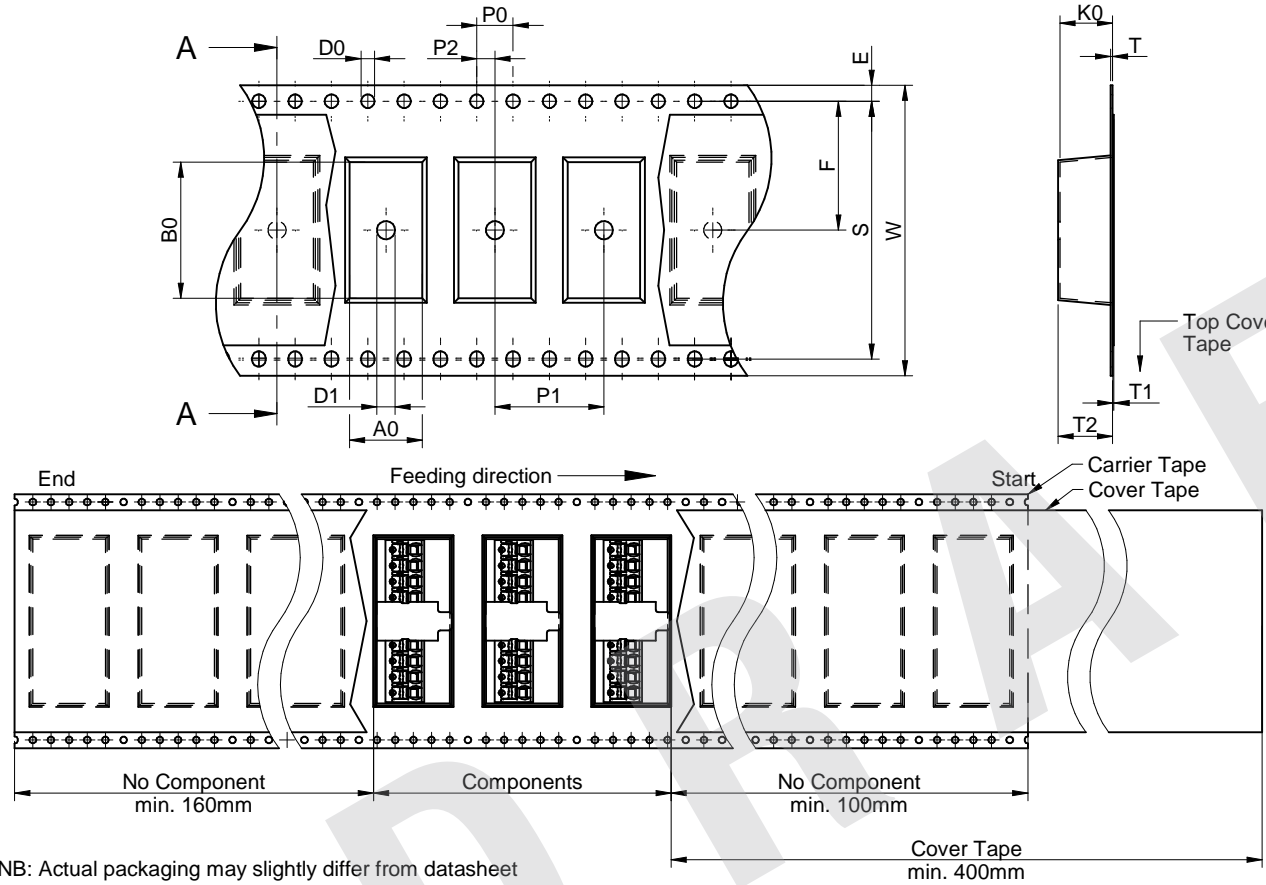 P0
K0
A
D0
P2
T
E
F
S
W
B0
Top Cove
Tape
D1
P1
T1
A
A0
T2
End
Feeding direction
Start
Carrier Tape
Cover Tape
No Component
min. 160mm
Components
No Component
min. 100mm
Cover Tape
min. 400mm
NB: Actual packaging may slightly differ from datasheet
D R A F